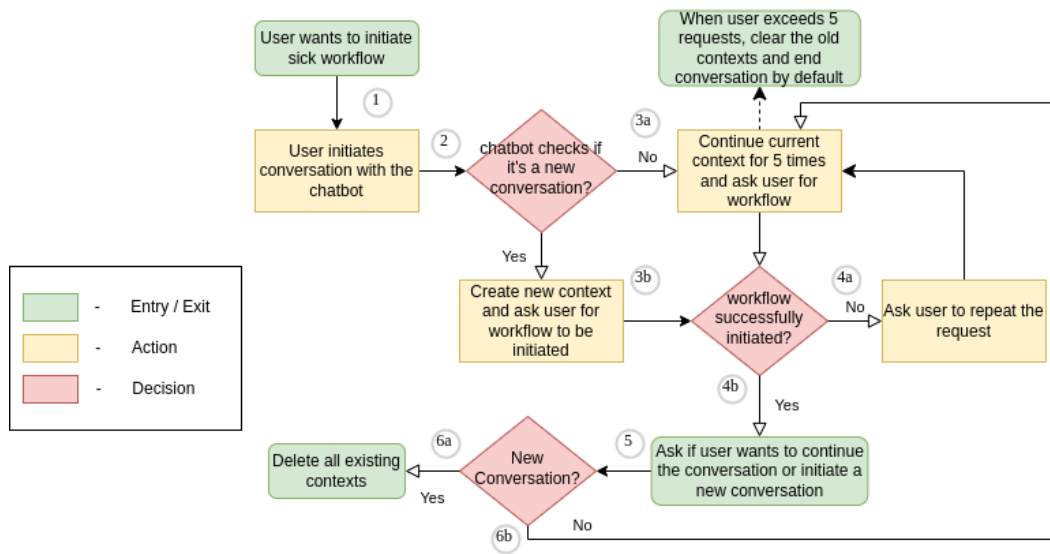 User wants to initiate
sick workflow
When user exceeds 5
requests, clear the old
contexts and end
conversation by default
1
2
3a
User initiates
conversation with the
chatbot
chatbot checks if
it's a new
conversation?
No
Continue current
context for 5 times
and ask user for
workflow
Yes
3b
4a
Create new context
and ask user for
workflow to be
initiated
workflow
successfully
initiated?
No
Ask user to repeat the
request
- Entry / Exit
- Action
- Decision
4b
Yes
6a
5
Delete all existing
contexts
New
Conversation?
Ask if user wants to continue
the conversation or initiate a
new conversation
Yes
6b
No